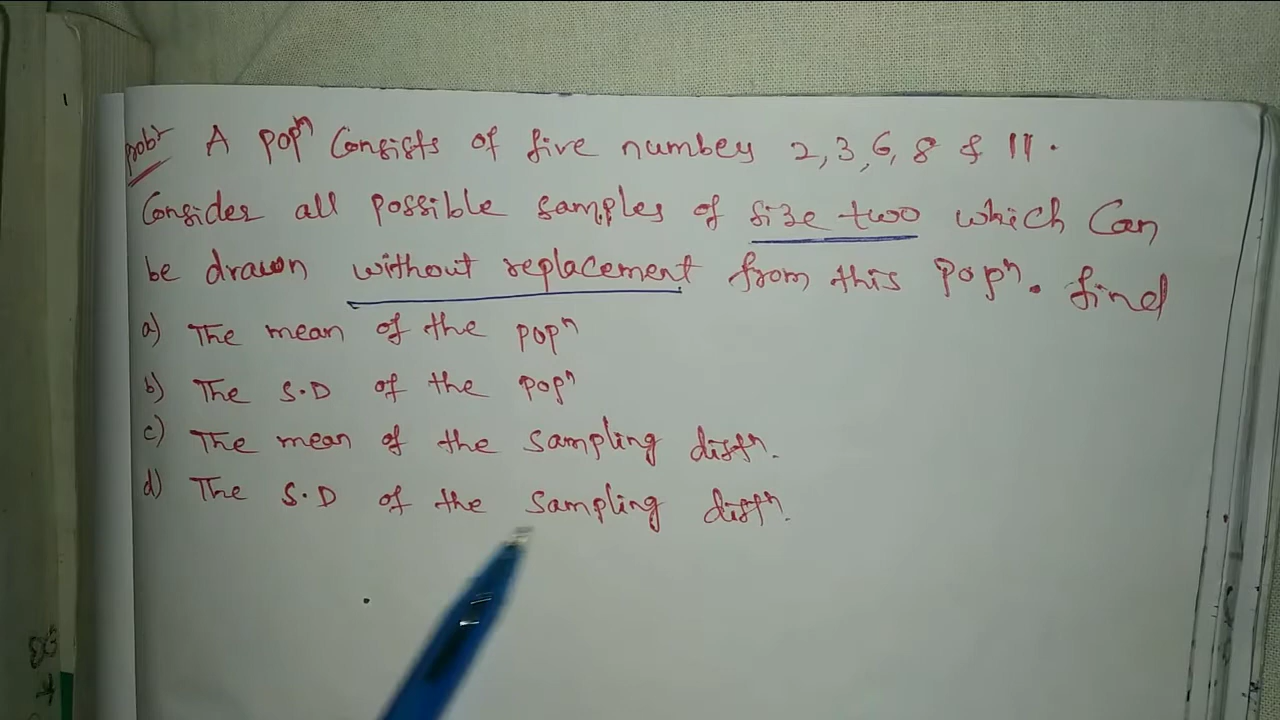 prob:- A popⁿ Consists of five numbers 2, 3, 6, 8 & 11.
Consider all possible samples of size two which Can
be drawn without replacement from this popⁿ. find
a) The mean of the popⁿ
b) The S.D of the popⁿ
c) The mean of the sampling distⁿ.
d) The S.D of the sampling distⁿ.